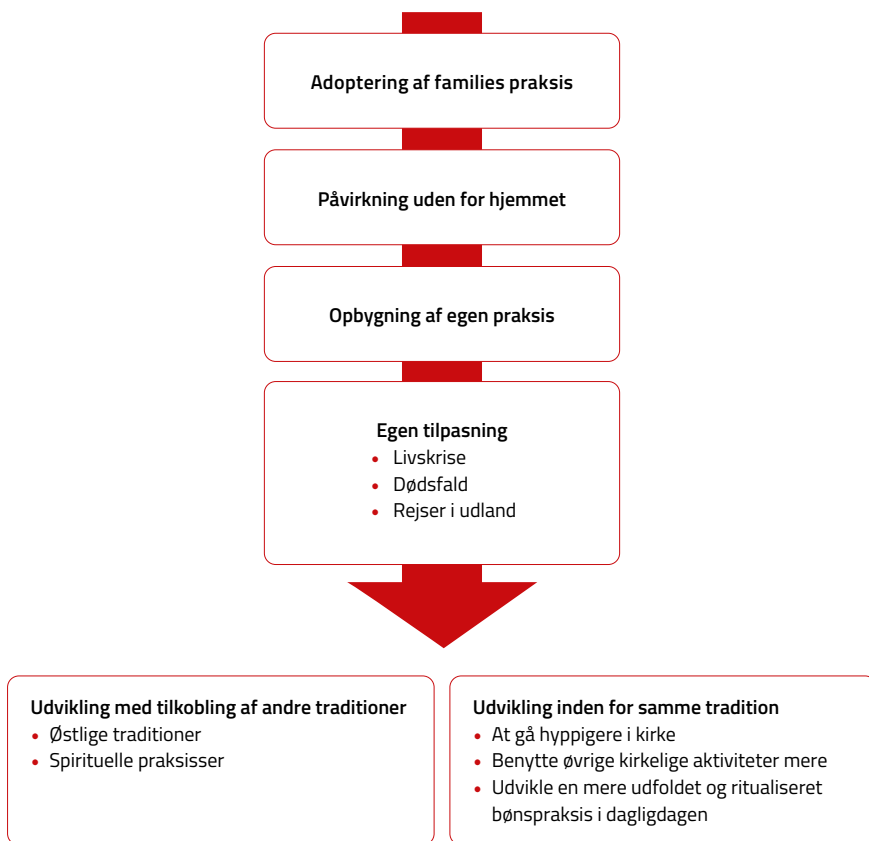 Adoptering af families praksis
Påvirkning uden for hjemmet
Opbygning af egen praksis
Egen tilpasning
• Livskrise
• Dødsfald
• Rejser i udland
Udvikling med tilkobling af andre traditioner
• Østlige traditioner
• Spirituelle praksisser
Udvikling inden for samme tradition
• At gå hyppigere i kirke
• Benytte øvrige kirkelige aktiviteter mere
• Udvikle en mere udfoldet og ritualiseret
bønspraksis i dagligdagen